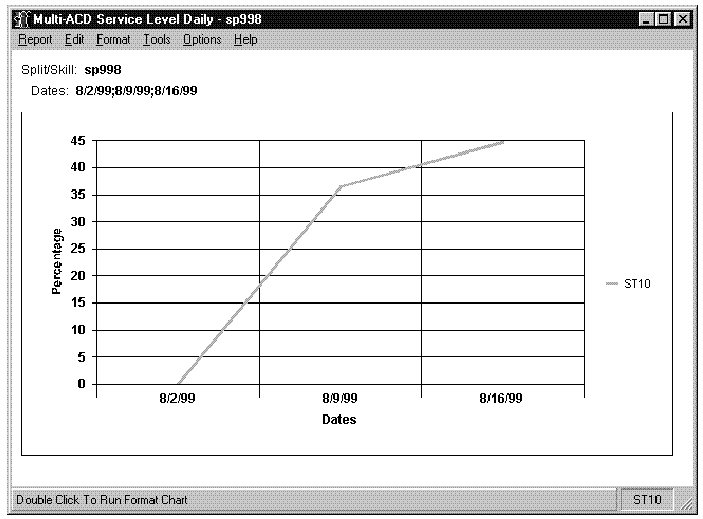 Multi-ACD Service Level Daily - sp998
Report Edit Format Tools Options Help
Split/Skill: sp998
Dates: 8/2/99;8/9/99;8/16/99
45
40
35
30
25
20
15
10
5
0
Percentage
ST10
8/2/99 8/9/99 8/16/99
Dates
Double Click To Run Format Chart ST10